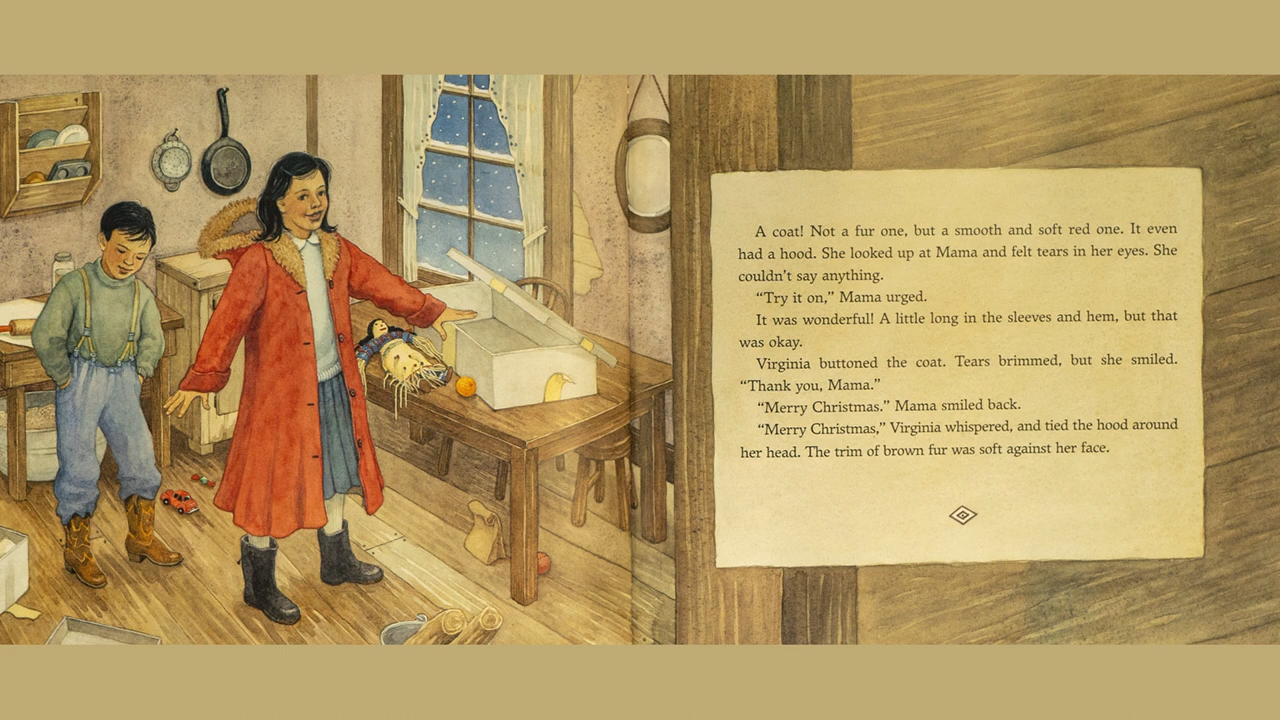 A coat! Not a fur one, but a smooth and soft red one. It even
had a hood. She looked up at Mama and felt tears in her eyes. She
couldn’t say anything.
“Try it on,” Mama urged.
It was wonderful! A little long in the sleeves and hem, but that
was okay.
Virginia buttoned the coat. Tears brimmed, but she smiled.
“Thank you, Mama.”
“Merry Christmas.” Mama smiled back.
“Merry Christmas,” Virginia whispered, and tied the hood around
her head. The trim of brown fur was soft against her face.